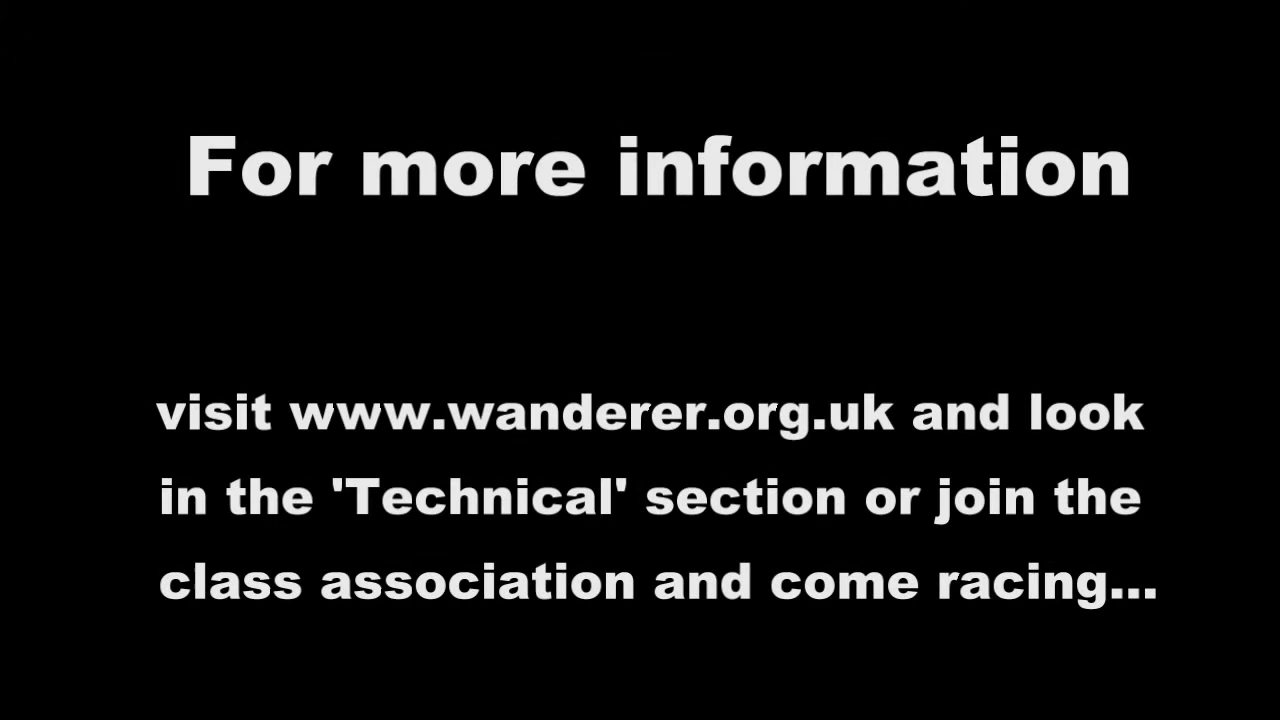 For more information
visit www.wanderer.org.uk and look
in the 'Technical' section or join the
class association and come racing...